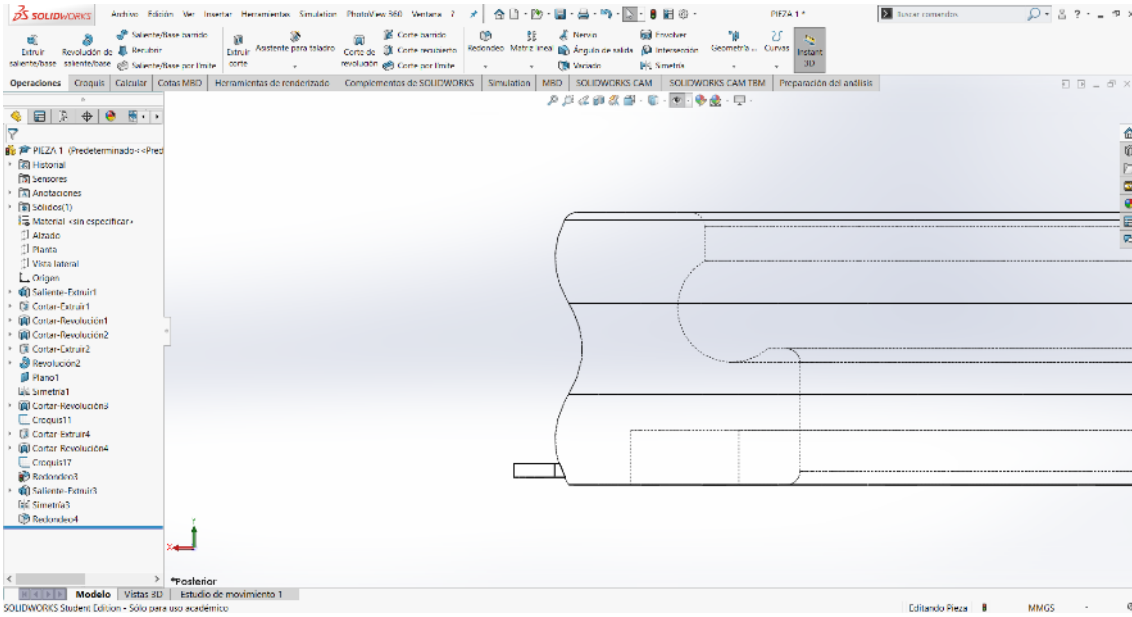 SOLIDWORKS Archivo Edición Ver Insertar Herramientas Simulation PhotoView 360 Ventana ? PIEZA 1 * Buscar comandos
Extruir saliente/base
Revolución de saliente/base
Saliente/Base barrido
Recubrir
Saliente/Base por límite
Extruir corte
Asistente para taladro
Corte de revolución
Corte barrido
Corte recubierto
Corte por límite
Redondeo
Matriz lineal
Nervio
Ángulo de salida
Vaciado
Envolver
Intersección
Simetría
Geometría...
Curvas
Instant 3D
Operaciones Croquis Calcular Cotas MBD Herramientas de renderizado Complementos de SOLIDWORKS Simulation MBD SOLIDWORKS CAM SOLIDWORKS CAM TBM Preparación del análisis
PIEZA 1 (Predeterminado<<Pred
Historial
Sensores
Anotaciones
Sólidos(1)
Material <sin especificar>
Alzado
Planta
Vista lateral
Origen
Saliente-Extruir1
Cortar-Extruir1
Cortar-Revolución1
Cortar-Revolución2
Cortar-Extruir2
Revolución2
Plano1
Simetría1
Cortar-Revolución3
Croquis11
Cortar-Extruir4
Cortar-Revolución4
Croquis17
Redondeo3
Saliente-Extruir3
Simetría3
Redondeo4
*Posterior
Modelo Vistas 3D Estudio de movimiento 1
SOLIDWORKS Student Edition - Sólo para uso académico Editando Pieza MMGS